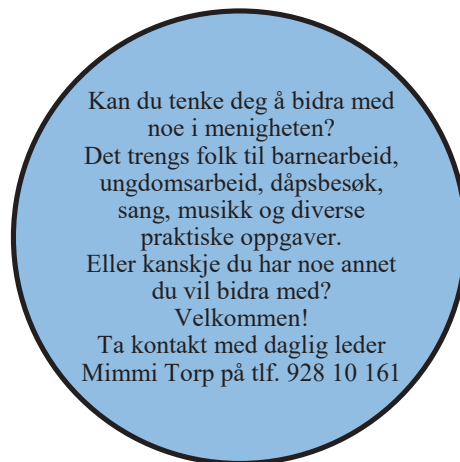 Kan du tenke deg å bidra med
noe i menigheten?
Det trengs folk til barnearbeid,
ungdomsarbeid, dåpsbesøk,
sang, musikk og diverse
praktiske oppgaver.
Eller kanskje du har noe annet
du vil bidra med?
Velkommen!
Ta kontakt med daglig leder
Mimmi Torp på tlf. 928 10 161